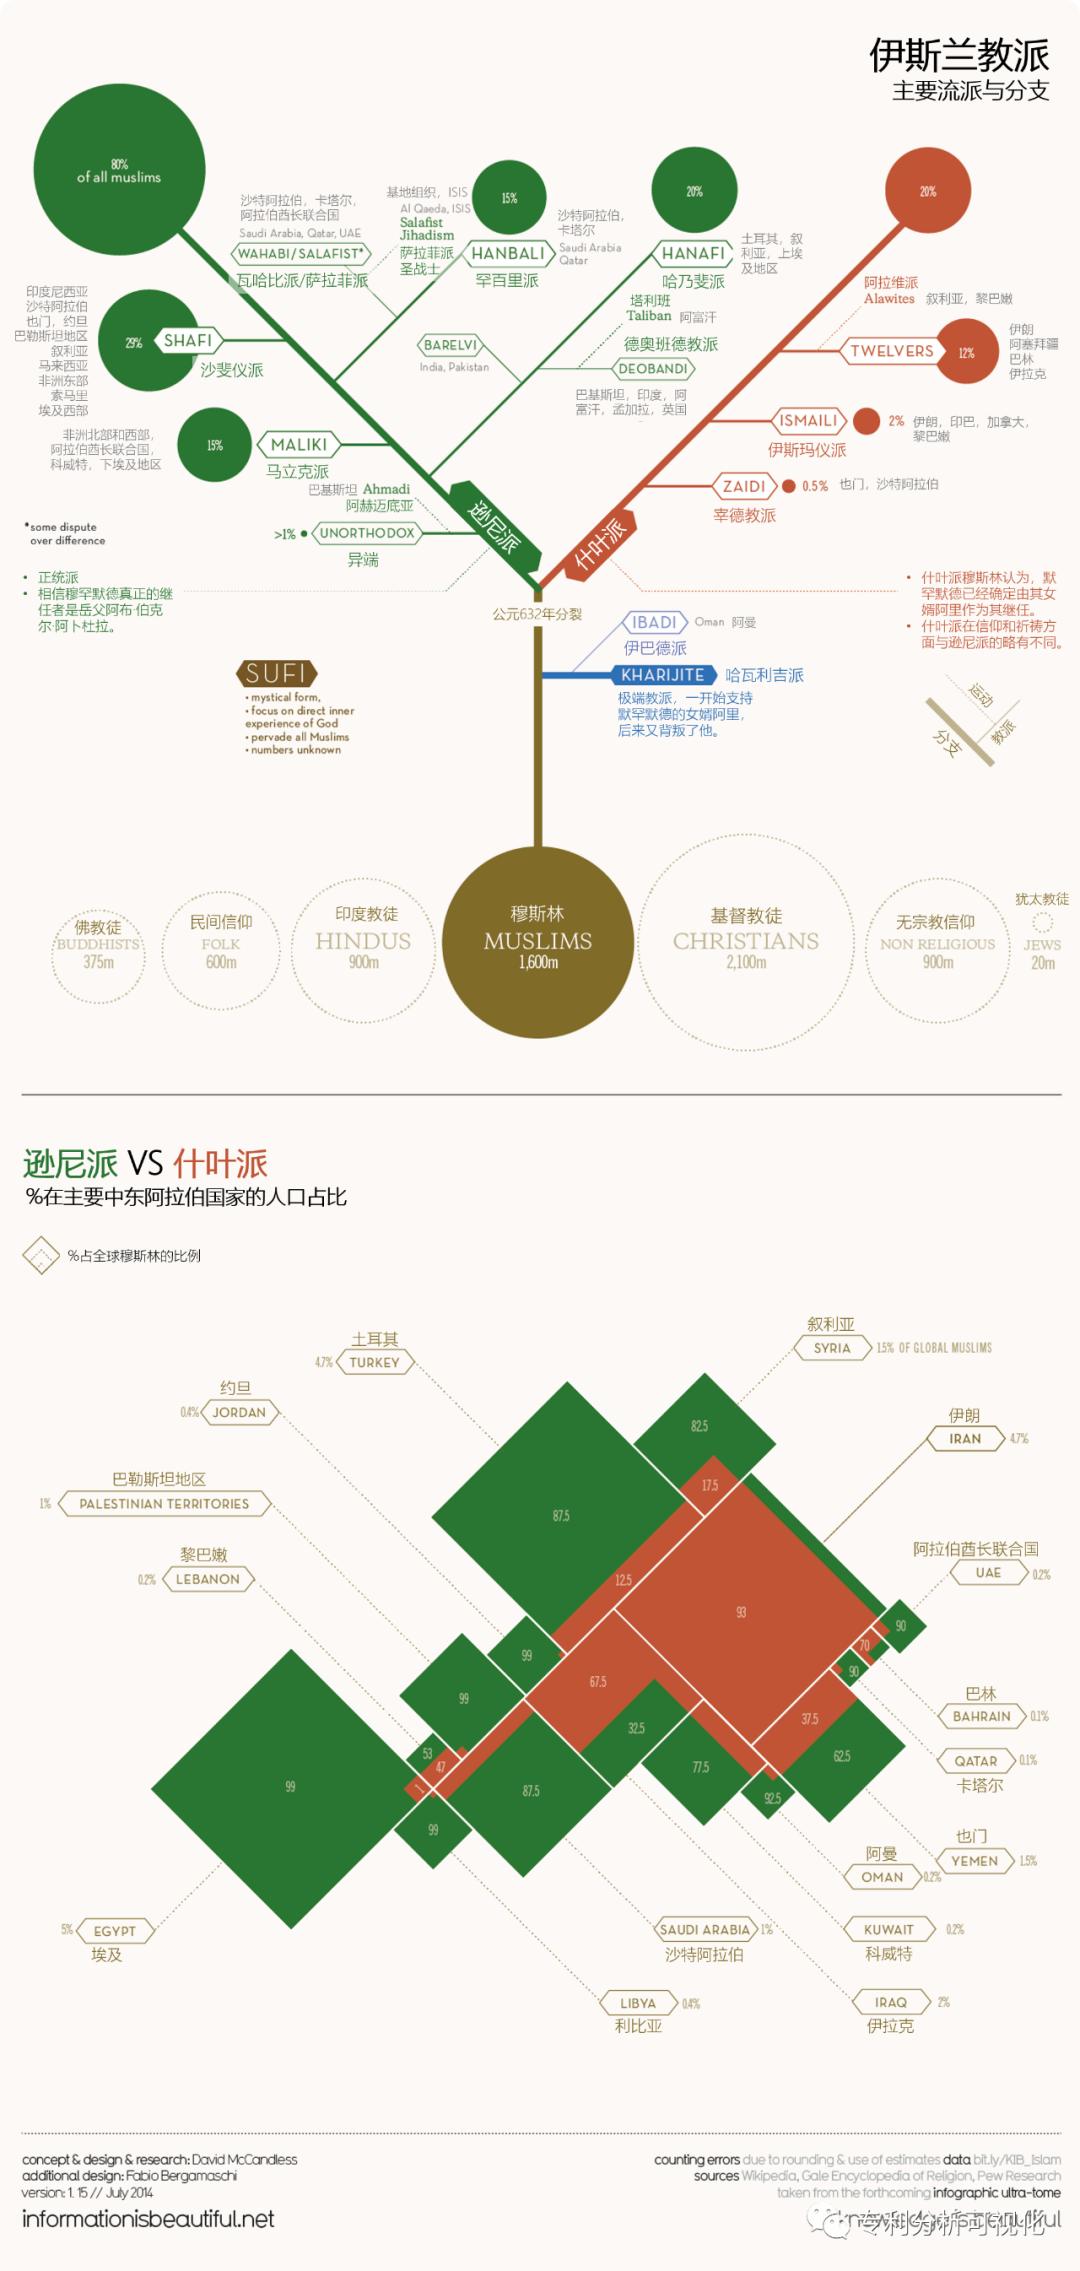 伊斯兰教派
主要流派与分支
80%
of all muslims
沙特阿拉伯，卡塔尔，
阿拉伯酋长联合国
Saudi Arabia, Qatar, UAE
WAHABI/SALAFIST*
瓦哈比派/萨拉菲派
基地组织，ISIS
Al Qaeda, ISIS
Salafist
Jihadism
萨拉菲派
圣战士
15%
HANBALI
罕百里派
沙特阿拉伯，
卡塔尔
Saudi Arabia
Qatar
20%
HANAFI
哈乃斐派
土耳其，叙
利亚，上埃
及地区
20%
阿拉维派
Alawites 叙利亚，黎巴嫩
TWELVERS
12%
伊朗
阿塞拜疆
巴林
伊拉克
印度尼西亚
沙特阿拉伯
也门，约旦
巴勒斯坦地区
叙利亚
马来西亚
非洲东部
索马里
埃及西部
29%
SHAFI
沙斐仪派
塔利班
Taliban 阿富汗
BARELVI
India, Pakistan
德奥班德教派
DEOBANDI
巴基斯坦，印度，阿
富汗，孟加拉，英国
非洲北部和西部，
阿拉伯酋长联合国，
科威特，下埃及地区
15%
MALIKI
马立克派
ISMAILI
2%
伊朗，印巴，加拿大，
黎巴嫩
伊斯玛仪派
ZAIDI
0.5%
也门，沙特阿拉伯
宰德教派
巴基斯坦 Ahmadi
阿赫迈底亚
>1%
UNORTHODOX
异端
逊尼派
什叶派
*some dispute
over difference
• 正统派
• 相信穆罕默德真正的继
任者是岳父阿布·伯克
尔·阿卜杜拉。
• 什叶派穆斯林认为，默
罕默德已经确定由其女
婿阿里作为其继任。
• 什叶派在信仰和祈祷方
面与逊尼派的略有不同。
公元632年分裂
IBADI
Oman 阿曼
伊巴德派
KHARIJITE
哈瓦利吉派
极端教派，一开始支持
默罕默德的女婿阿里，
后来又背叛了他。
SUFI
• mystical form,
• focus on direct inner
experience of God
• pervade all Muslims
• numbers unknown
运动
教派
分支
佛教徒
BUDDHISTS
375m
民间信仰
FOLK
600m
印度教徒
HINDUS
900m
穆斯林
MUSLIMS
1,600m
基督教徒
CHRISTIANS
2,100m
无宗教信仰
NON RELIGIOUS
900m
犹太教徒
JEWS
20m
逊尼派 VS 什叶派
%在主要中东阿拉伯国家的人口占比
%占全球穆斯林的比例
叙利亚
SYRIA
1.5% OF GLOBAL MUSLIMS
土耳其
4.7%
TURKEY
约旦
0.4%
JORDAN
伊朗
IRAN
4.7%
巴勒斯坦地区
1%
PALESTINIAN TERRITORIES
黎巴嫩
0.2%
LEBANON
阿拉伯酋长联合国
UAE
0.2%
82.5
17.5
87.5
12.5
93
90
70
90
99
67.5
99
32.5
37.5
62.5
53
47
77.5
99
1
87.5
92.5
99
巴林
BAHRAIN
0.1%
QATAR
0.1%
卡塔尔
也门
YEMEN
1.5%
阿曼
OMAN
0.2%
5%
EGYPT
埃及
SAUDI ARABIA
1%
沙特阿拉伯
KUWAIT
0.2%
科威特
LIBYA
0.4%
利比亚
IRAQ
2%
伊拉克
concept & design & research: David McCandless
additional design: Fabio Bergamaschi
version: 1. 15 // July 2014
informationisbeautiful.net
counting errors due to rounding & use of estimates data bit.ly/KIB_Islam
sources Wikipedia, Gale Encyclopedia of Religion, Pew Research
taken from the forthcoming infographic ultra-tome
专利分析可视化